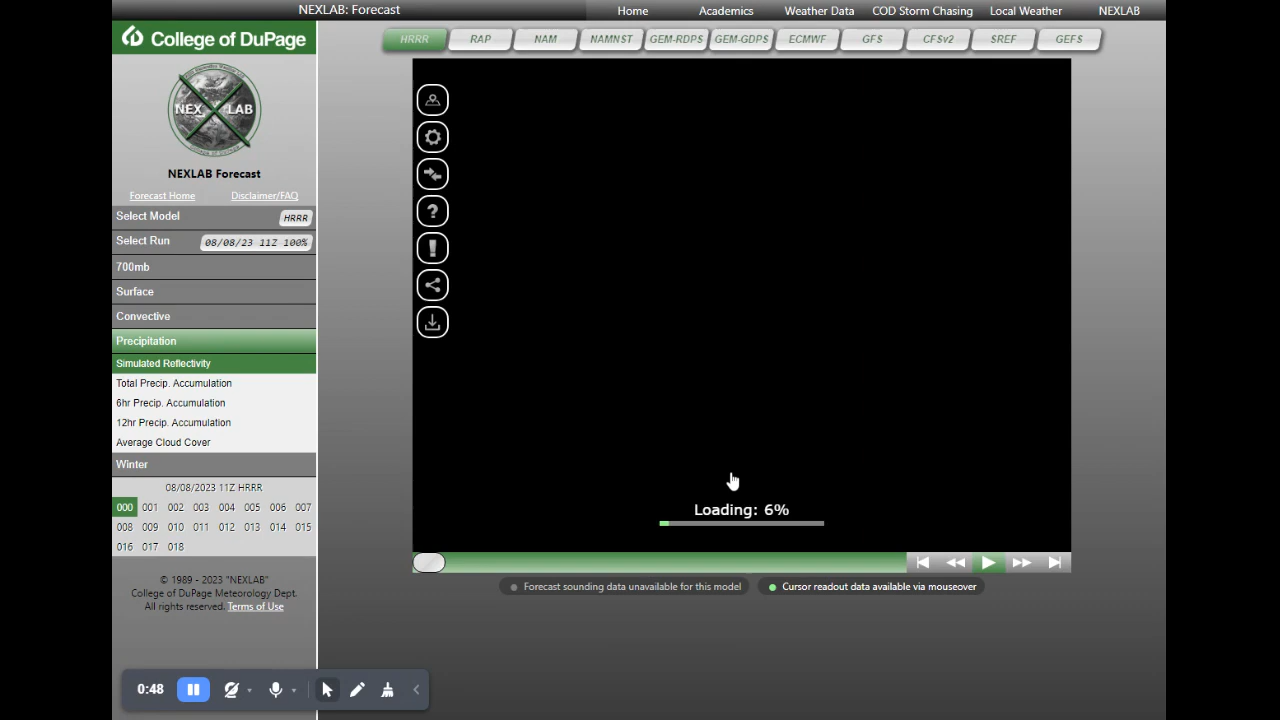 NEXLAB: Forecast
Home
Academics
Weather Data
COD Storm Chasing
Local Weather
NEXLAB
College of DuPage
NEX LAB
NEXLAB Forecast
Forecast Home
Disclaimer/FAQ
Select Model
HRRR
Select Run
08/08/23 11Z 100%
700mb
Surface
Convective
Precipitation
Simulated Reflectivity
Total Precip. Accumulation
6hr Precip. Accumulation
12hr Precip. Accumulation
Average Cloud Cover
Winter
08/08/2023 11Z HRRR
000 001 002 003 004 005 006 007
008 009 010 011 012 013 014 015
016 017 018
© 1989 - 2023 "NEXLAB"
College of DuPage Meteorology Dept.
All rights reserved. Terms of Use
0:48
HRRR
RAP
NAM
NAMNST
GEM-RDPS
GEM-GDPS
ECMWF
GFS
CFSv2
SREF
GEFS
?
!
Loading: 6%
Forecast sounding data unavailable for this model
Cursor readout data available via mouseover